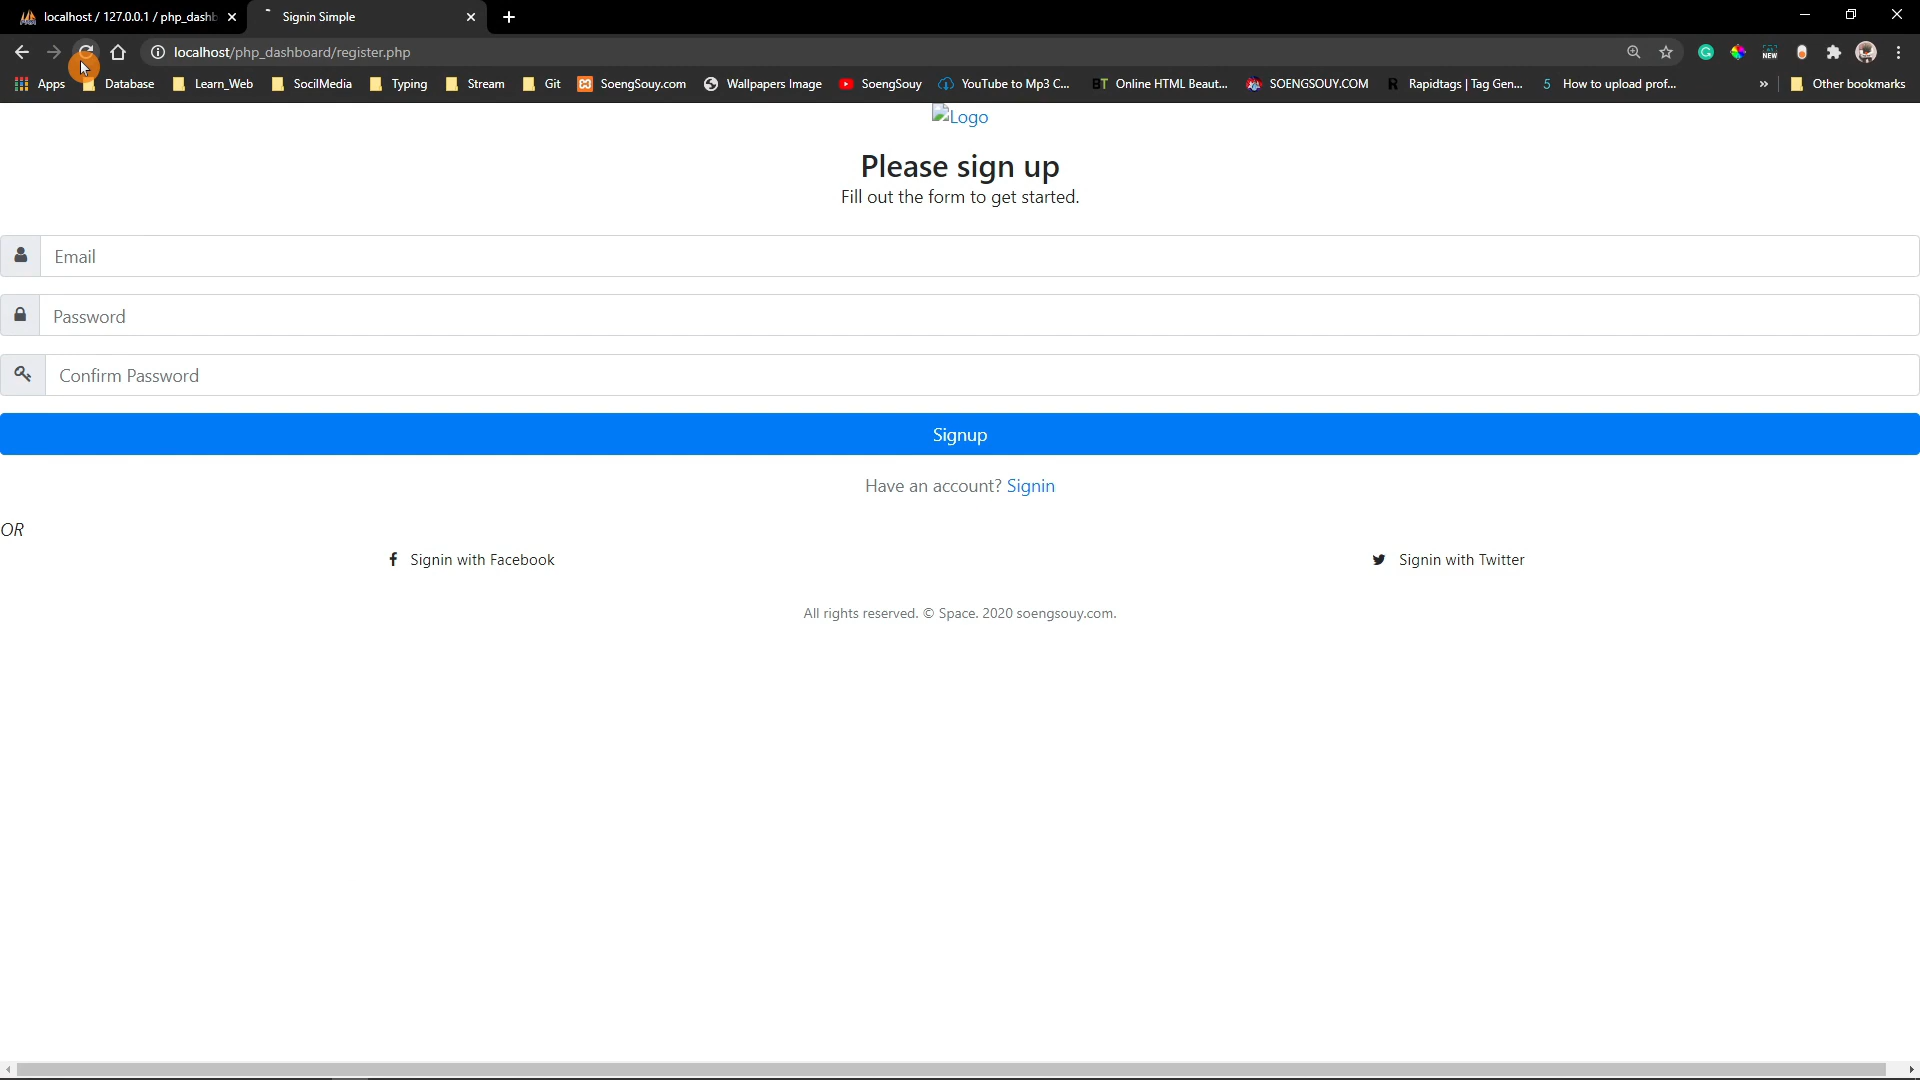 localhost / 127.0.0.1 / php_dashb
Signin Simple
localhost/php_dashboard/register.php
Apps Database Learn_Web SocilMedia Typing Stream Git SoengSouy.com Wallpapers Image SoengSouy YouTube to Mp3 C... BT Online HTML Beaut... SOENGSOUY.COM R Rapidtags | Tag Gen... 5 How to upload prof... » Other bookmarks
Logo
Please sign up
Fill out the form to get started.
Email
Password
Confirm Password
Signup
Have an account? Signin
OR
Signin with Facebook
Signin with Twitter
All rights reserved. © Space. 2020 soengsouy.com.